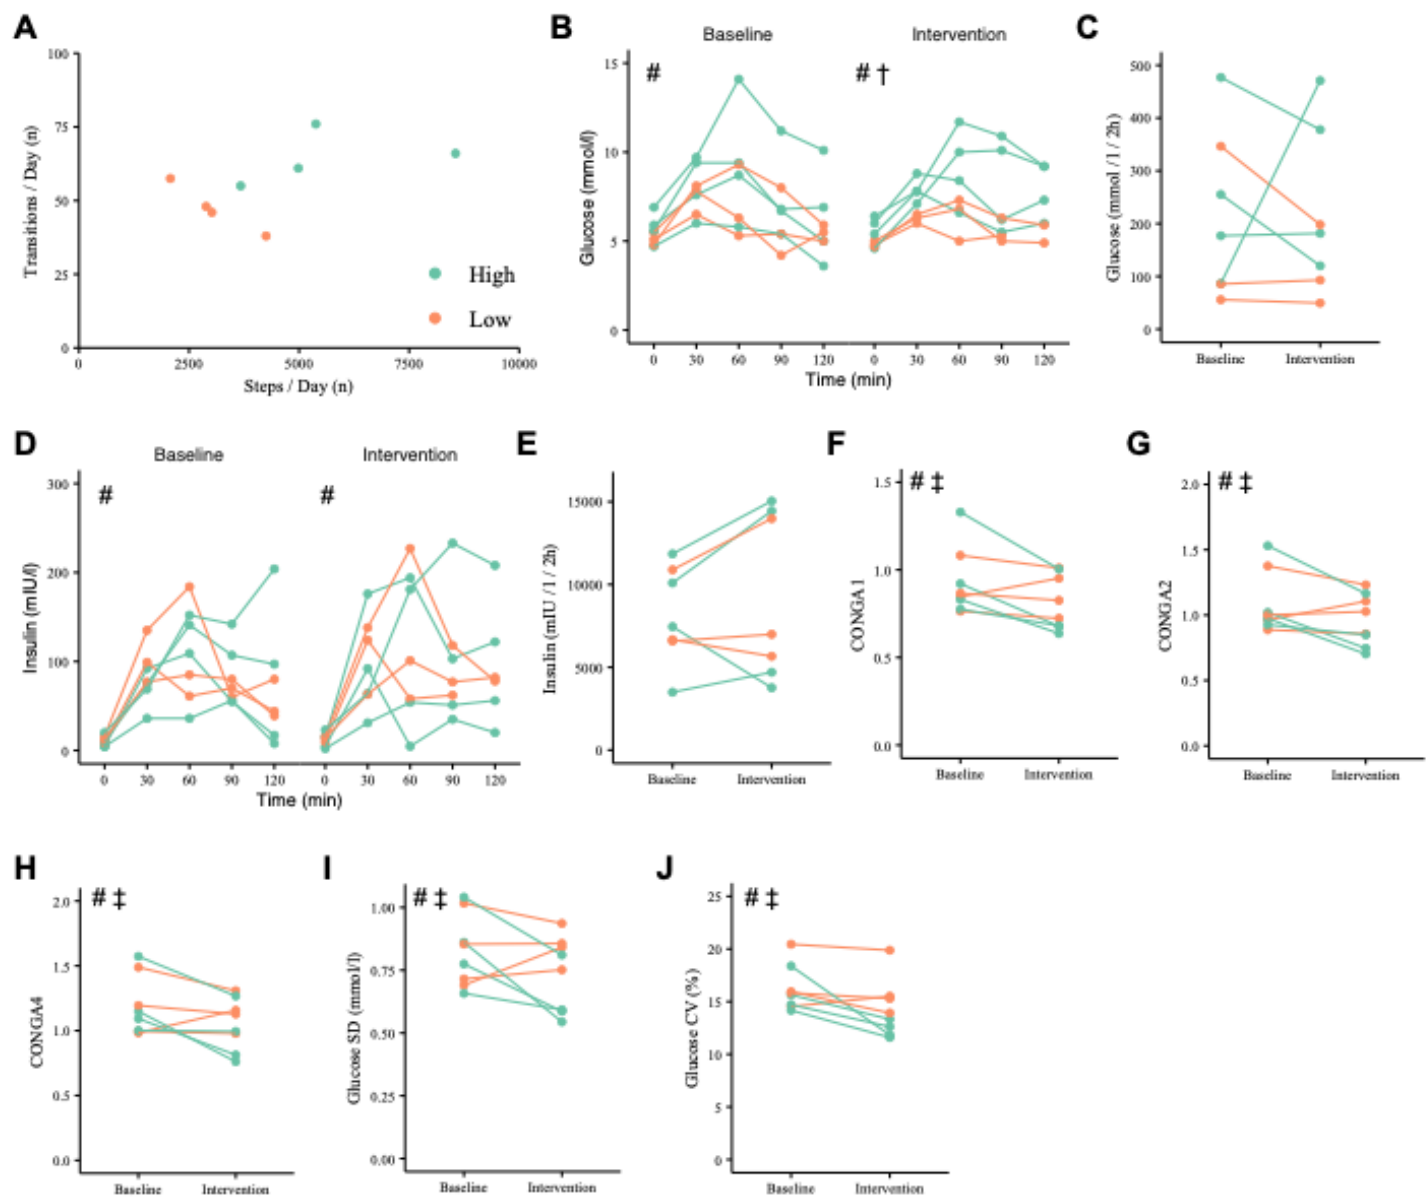 A
Transitions / Day (n)
100
75
50
25
0
0 2500 5000 7500 10000
Steps / Day (n)
High
Low
B
Baseline Intervention
Glucose (mmol/l)
15
10
5
0
# # †
0 30 60 90 120 0 30 60 90 120
Time (min)
C
Glucose (mmol / l / 2h)
500
400
300
200
100
0
Baseline Intervention
D
Baseline Intervention
Insulin (mIU/l)
300
200
100
0
# #
0 30 60 90 120 0 30 60 90 120
Time (min)
E
Insulin (mIU / l / 2h)
15000
10000
5000
0
Baseline Intervention
F
# ‡
CONGA1
1.5
1.0
0.5
0.0
Baseline Intervention
G
# ‡
CONGA2
2.0
1.5
1.0
0.5
0.0
Baseline Intervention
H
# ‡
CONGA4
2.0
1.5
1.0
0.5
0.0
Baseline Intervention
I
# ‡
Glucose SD (mmol/l)
1.00
0.75
0.50
0.25
0.00
Baseline Intervention
J
# ‡
Glucose CV (%)
25
20
15
10
5
0
Baseline Intervention